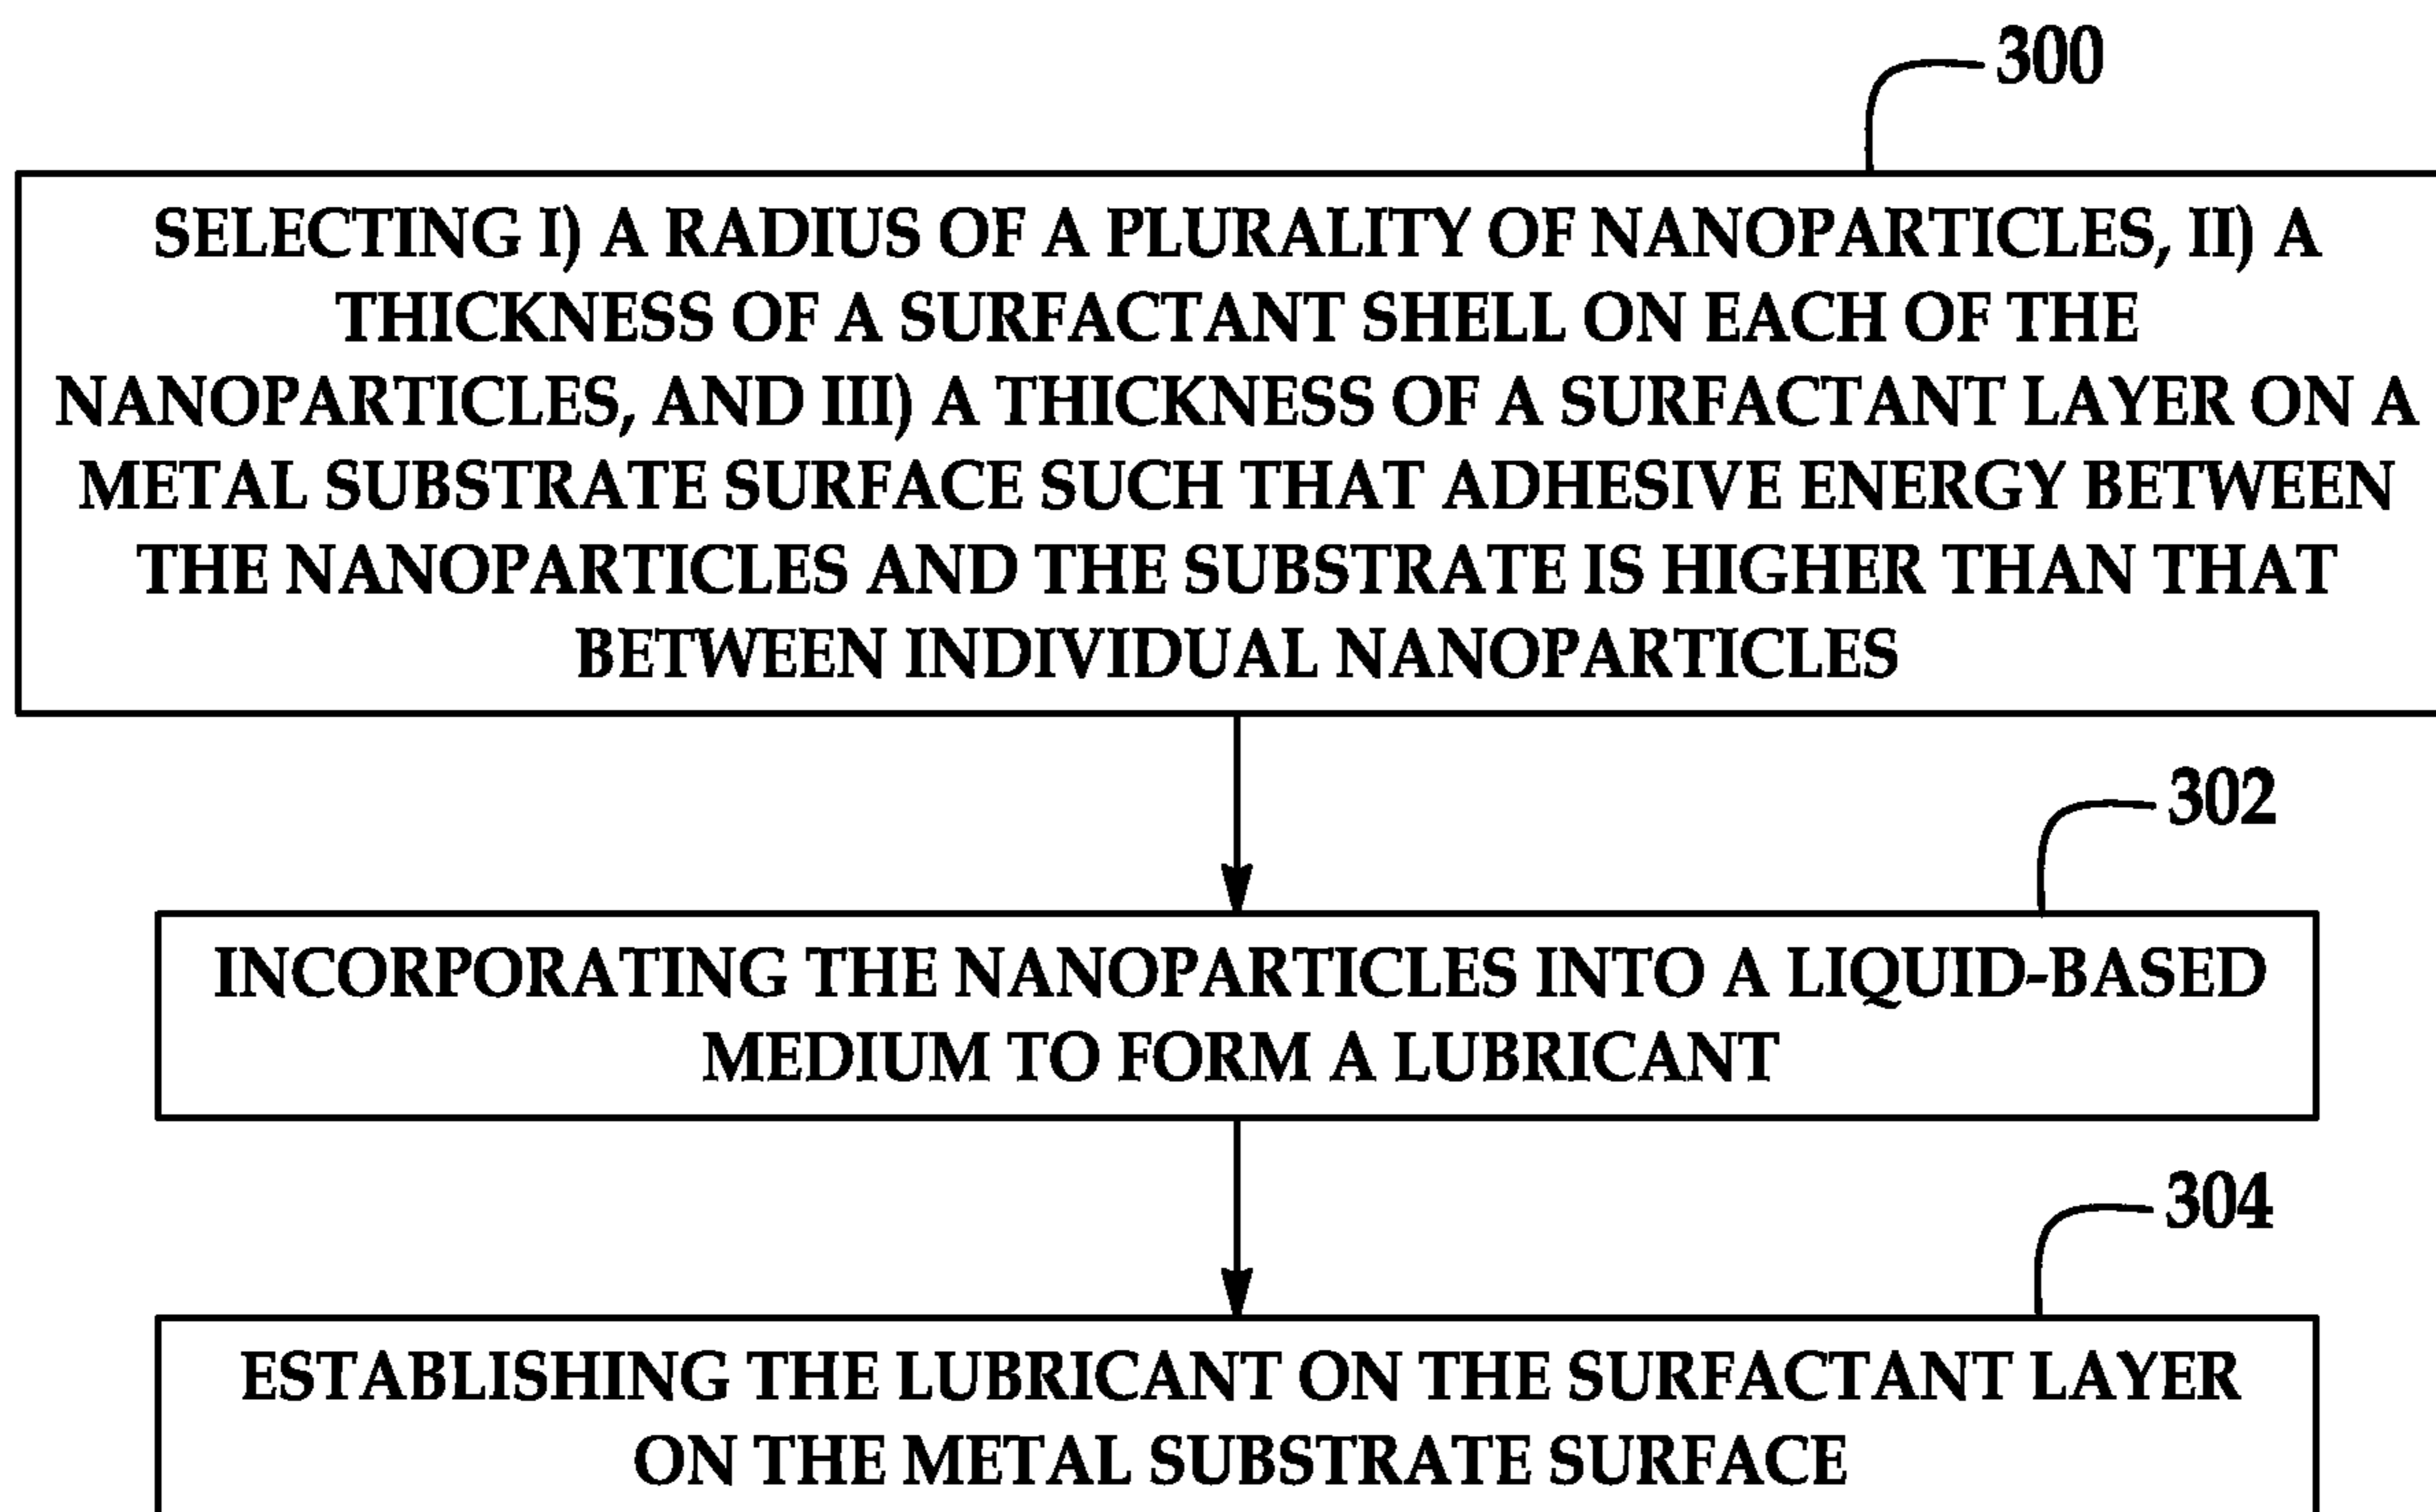 300
SELECTING I) A RADIUS OF A PLURALITY OF NANOPARTICLES, II) A
THICKNESS OF A SURFACTANT SHELL ON EACH OF THE
NANOPARTICLES, AND III) A THICKNESS OF A SURFACTANT LAYER ON A
METAL SUBSTRATE SURFACE SUCH THAT ADHESIVE ENERGY BETWEEN
THE NANOPARTICLES AND THE SUBSTRATE IS HIGHER THAN THAT
BETWEEN INDIVIDUAL NANOPARTICLES
302
INCORPORATING THE NANOPARTICLES INTO A LIQUID-BASED
MEDIUM TO FORM A LUBRICANT
304
ESTABLISHING THE LUBRICANT ON THE SURFACTANT LAYER
ON THE METAL SUBSTRATE SURFACE